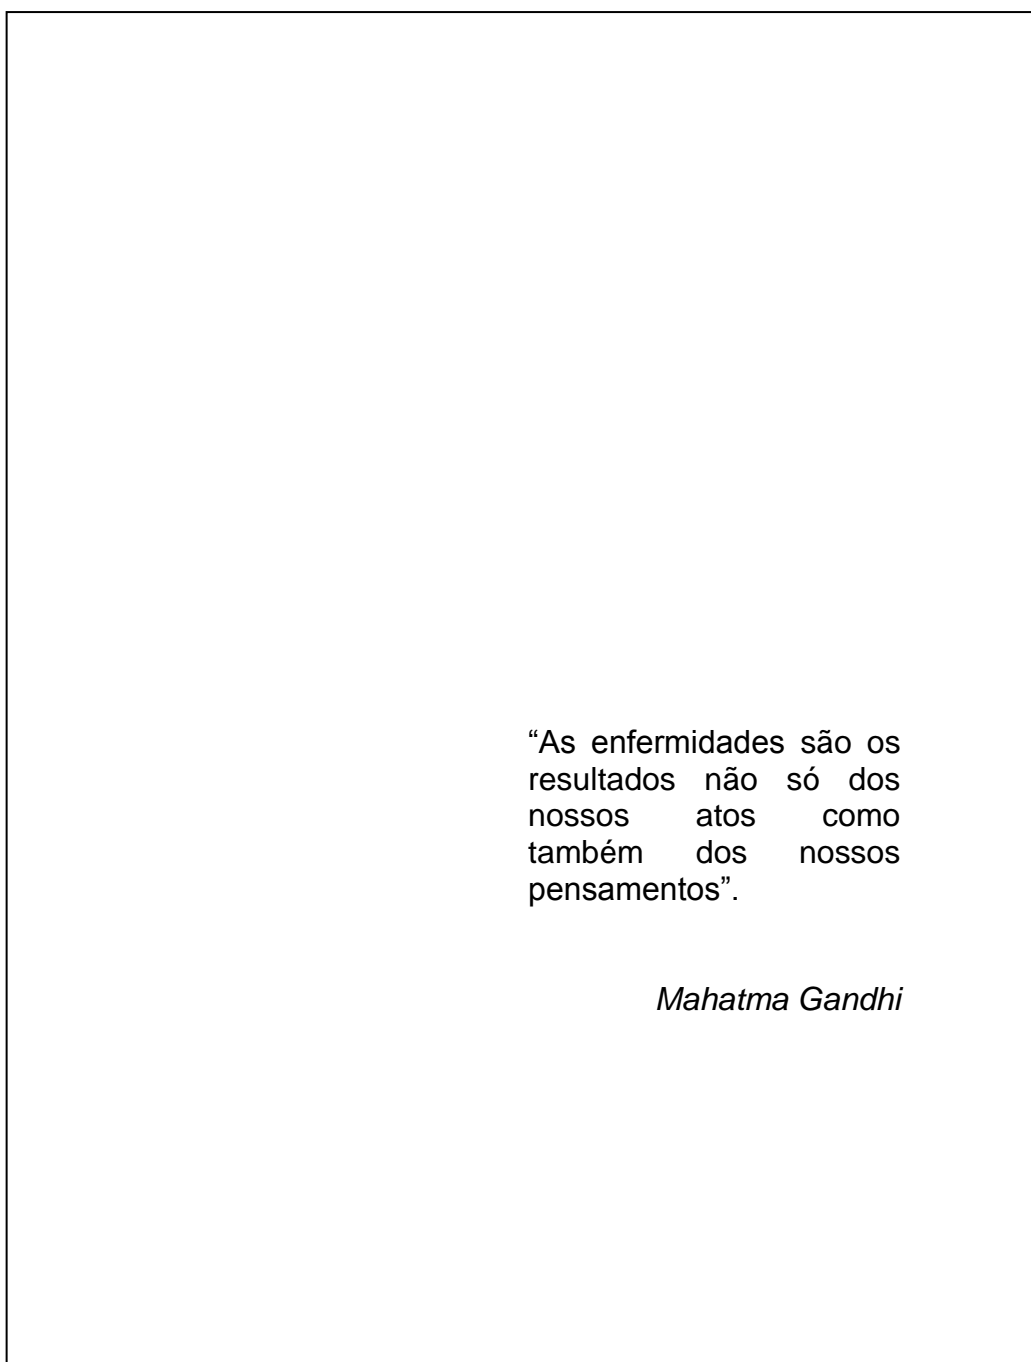 “As enfermidades são os
resultados não só dos
nossos atos como
também dos nossos
pensamentos”.
Mahatma Gandhi